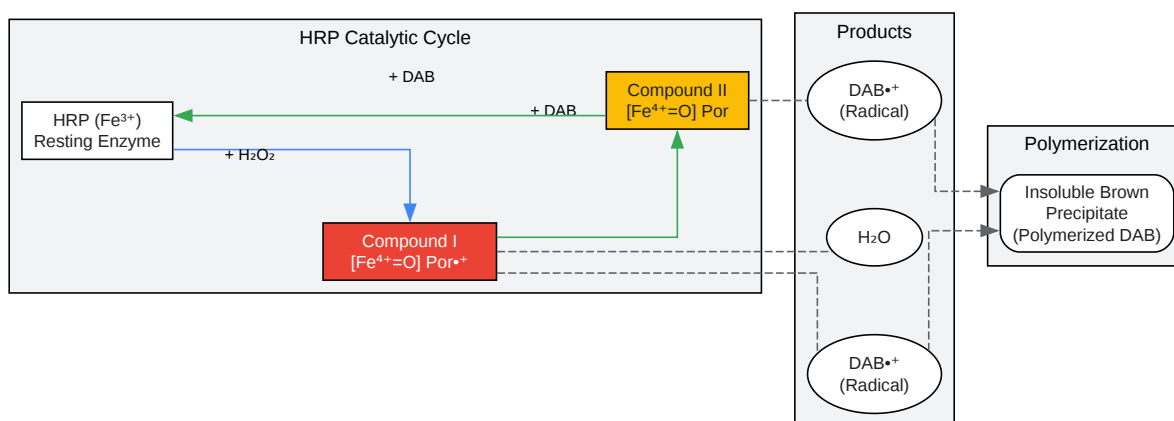 HRP Catalytic Cycle
+ DAB
Compound II
[Fe⁴⁺=O] Por
+ DAB
HRP (Fe³⁺)
Resting Enzyme
+ H₂O₂
Compound I
[Fe⁴⁺=O] Por•⁺
Products
DAB•⁺
(Radical)
H₂O
DAB•⁺
(Radical)
Polymerization
Insoluble Brown
Precipitate
(Polymerized DAB)